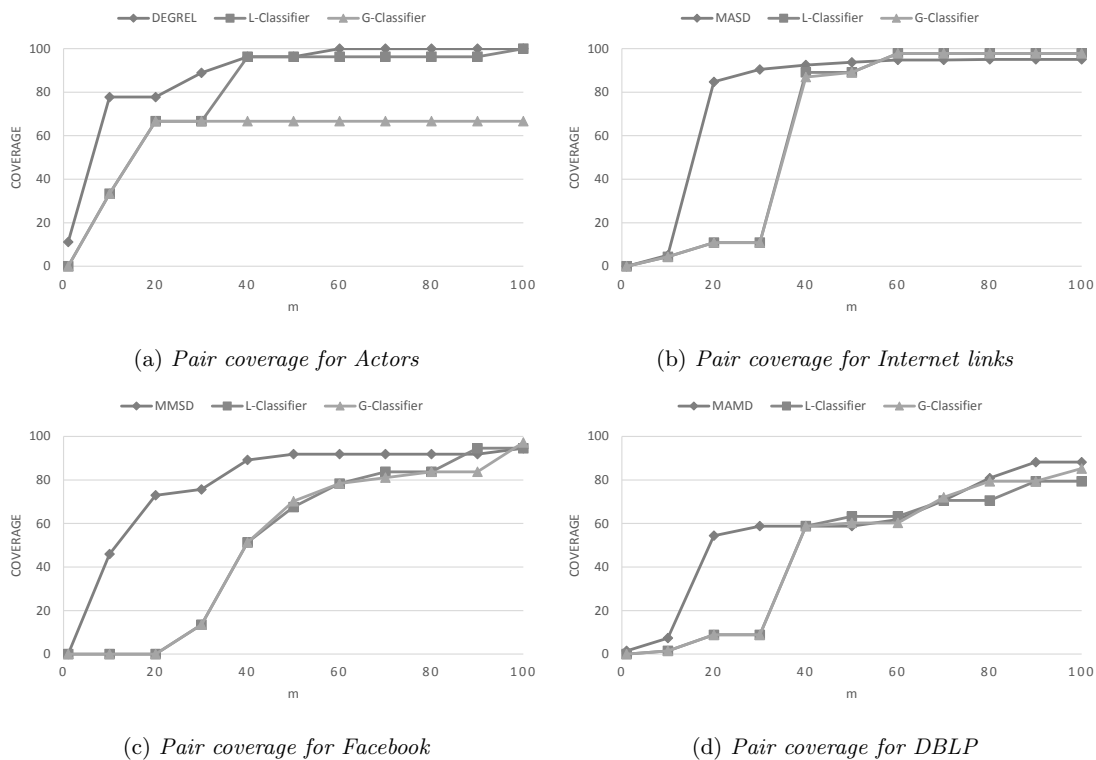 DEGREL L-Classifier G-Classifier
100
80
60
40
20
0
COVERAGE
0 20 40 60 80 100
m
(a) Pair coverage for Actors
MASD L-Classifier G-Classifier
100
80
60
40
20
0
COVERAGE
0 20 40 60 80 100
m
(b) Pair coverage for Internet links
MMSD L-Classifier G-Classifier
100
80
60
40
20
0
COVERAGE
0 20 40 60 80 100
m
(c) Pair coverage for Facebook
MAMD L-Classifier G-Classifier
100
80
60
40
20
0
COVERAGE
0 20 40 60 80 100
m
(d) Pair coverage for DBLP